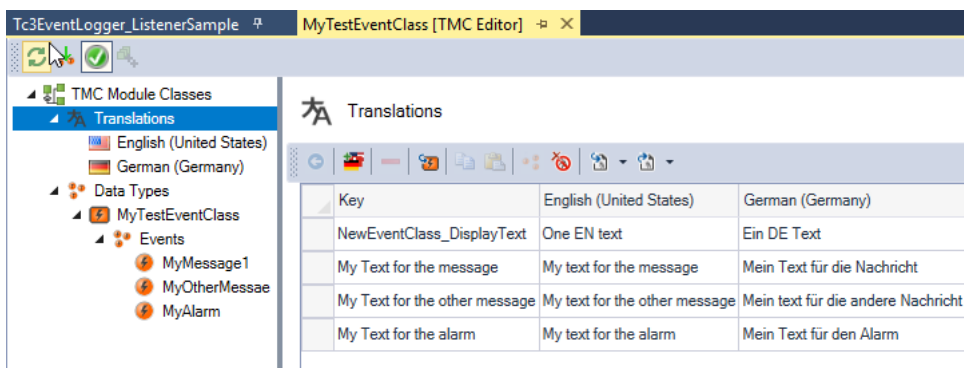 Tc3EventLogger_ListenerSample
MyTestEventClass [TMC Editor]
TMC Module Classes
Translations
English (United States)
German (Germany)
Data Types
MyTestEventClass
Events
MyMessage1
MyOtherMessae
MyAlarm
Translations
Key English (United States) German (Germany)
NewEventClass_DisplayText One EN text Ein DE Text
My Text for the message My text for the message Mein Text für die Nachricht
My Text for the other message My text for the other message Mein text für die andere Nachricht
My Text for the alarm My text for the alarm Mein Text für den Alarm